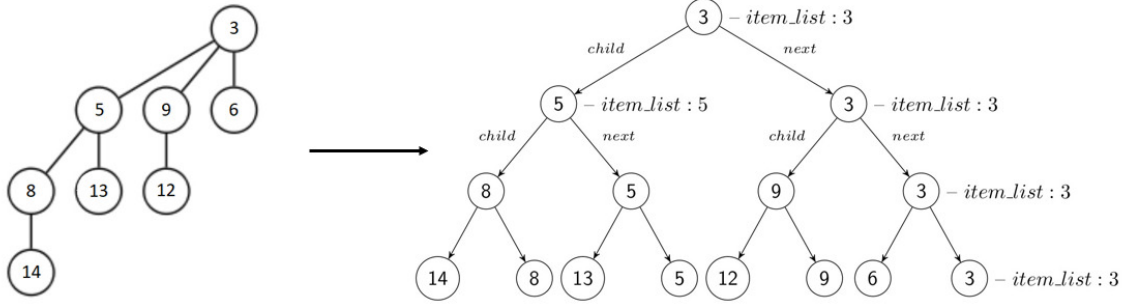 3
5 9 6
8 13 12
14
3 – item_list : 3
child next
5 – item_list : 5 3 – item_list : 3
child next child next
8 5 9 3 – item_list : 3
14 8 13 5 12 9 6 3 – item_list : 3